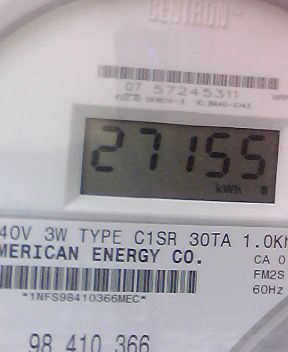 CENTRON
07 57245311
27155
kWh
40V 3W TYPE C1SR 30TA 1.0Kh
MERICAN ENERGY CO.
CA 0
FM2S
60Hz
*1NFS98410366MEC*
98 410 366